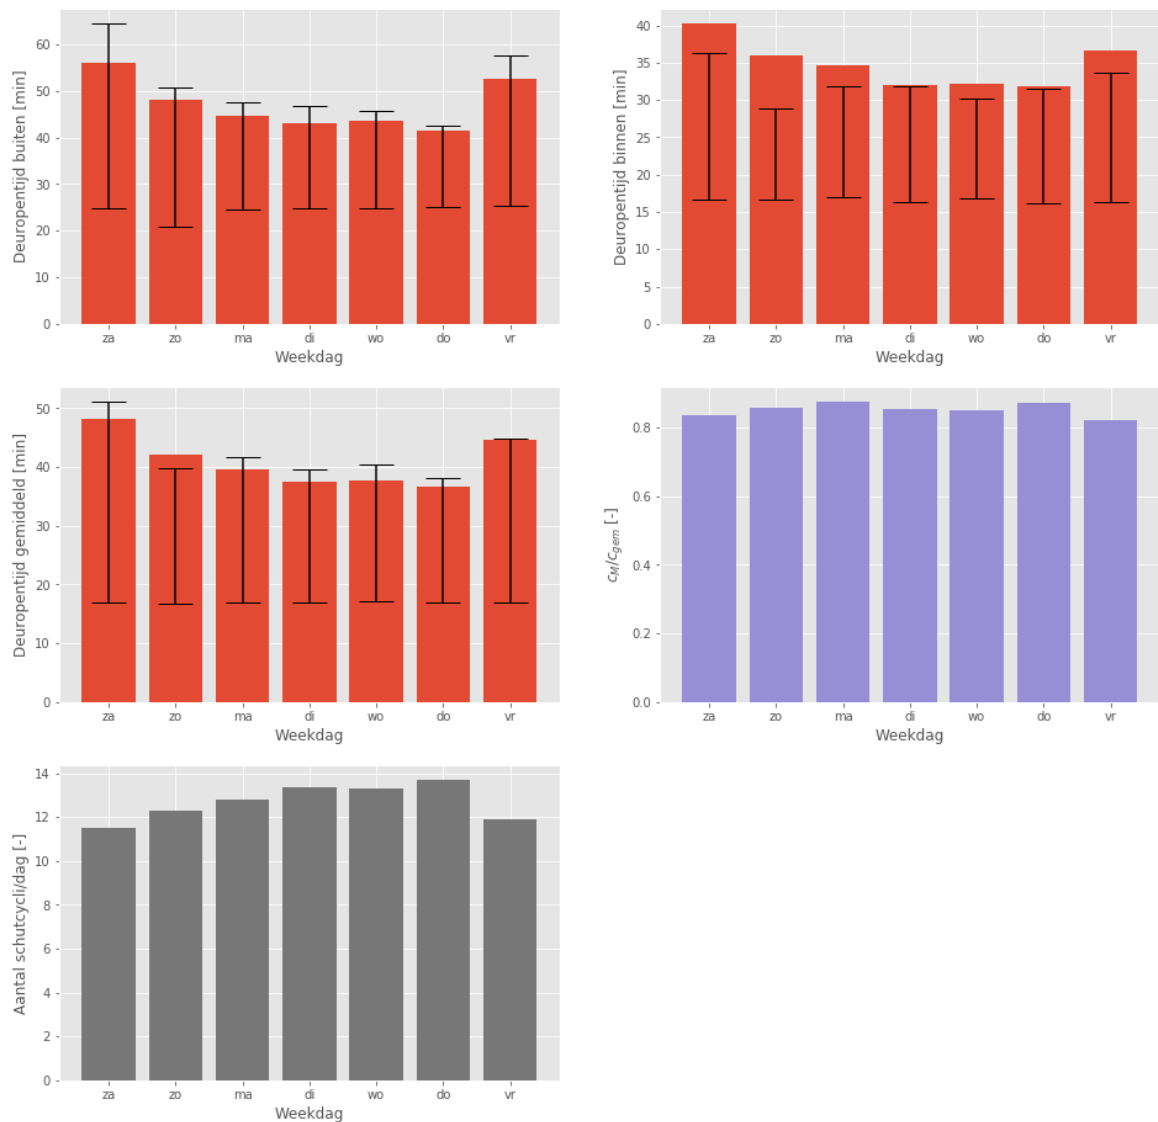 Deuropentijd buiten [min]
60
50
40
30
20
10
0
za zo ma di wo do vr
Weekdag
Deuropentijd binnen [min]
40
35
30
25
20
15
10
5
0
za zo ma di wo do vr
Weekdag
Deuropentijd gemiddeld [min]
50
40
30
20
10
0
za zo ma di wo do vr
Weekdag
c_M/c_gem [-]
0.8
0.6
0.4
0.2
0.0
za zo ma di wo do vr
Weekdag
Aantal schutcycli/dag [-]
14
12
10
8
6
4
2
0
za zo ma di wo do vr
Weekdag